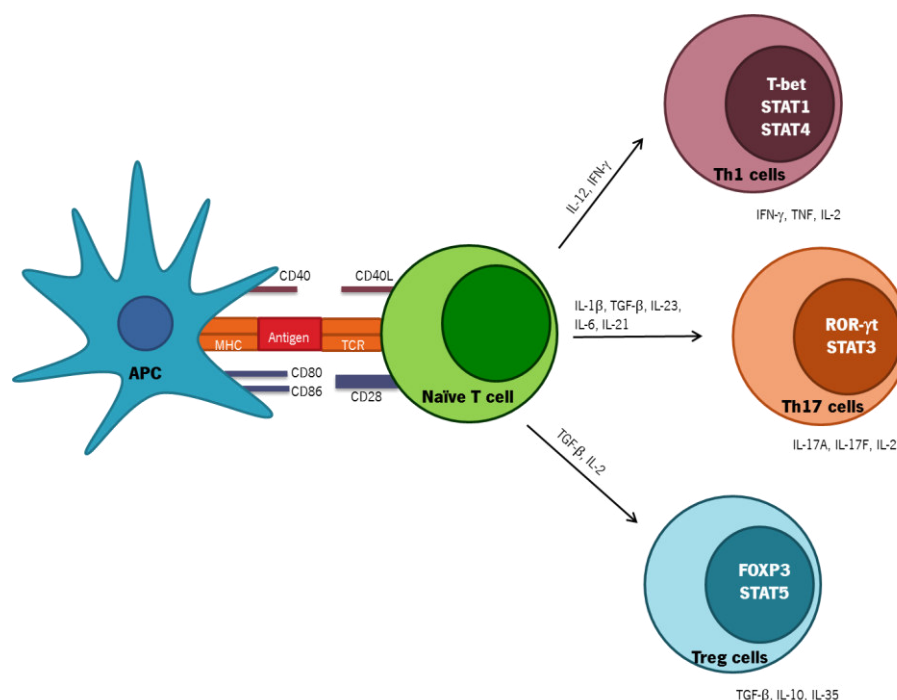 T-bet
STAT1
STAT4
Th1 cells
IFN-γ, TNF, IL-2
IL-12, IFN-γ
CD40
CD40L
MHC
Antigen
TCR
CD80
CD86
CD28
APC
Naïve T cell
IL-1β, TGF-β, IL-23,
IL-6, IL-21
ROR-γt
STAT3
Th17 cells
IL-17A, IL-17F, IL-2
TGF-β, IL-2
FOXP3
STAT5
Treg cells
TGF-β, IL-10, IL-35